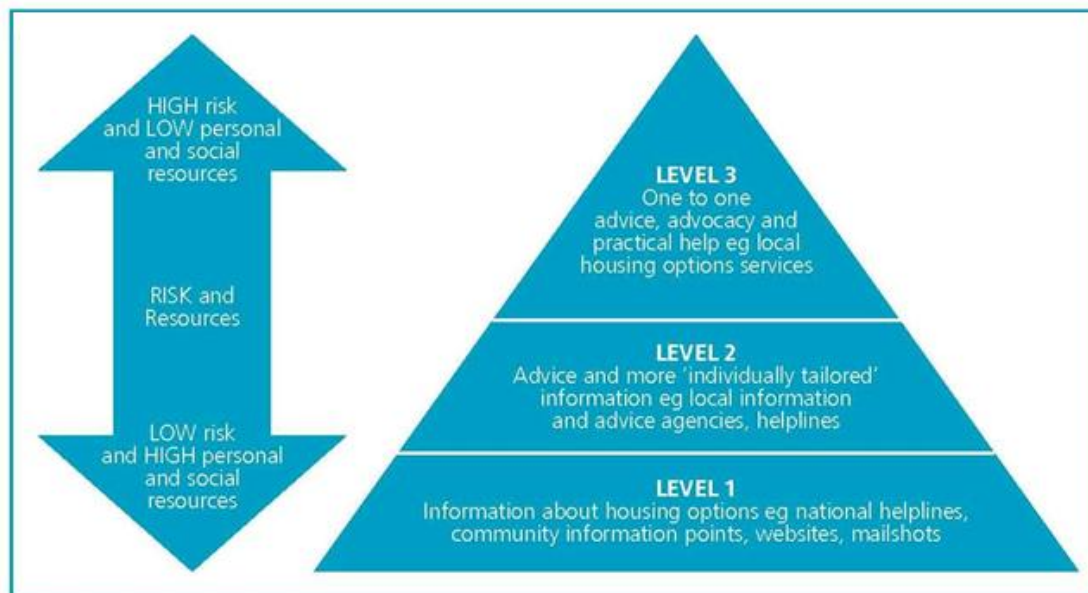 HIGH risk
and LOW personal
and social
resources
RISK and
Resources
LOW risk
and HIGH personal
and social
resources
LEVEL 3
One to one
advice, advocacy and
practical help eg local
housing options services
LEVEL 2
Advice and more 'individually tailored'
information eg local information
and advice agencies, helplines
LEVEL 1
Information about housing options eg national helplines,
community information points, websites, mailshots